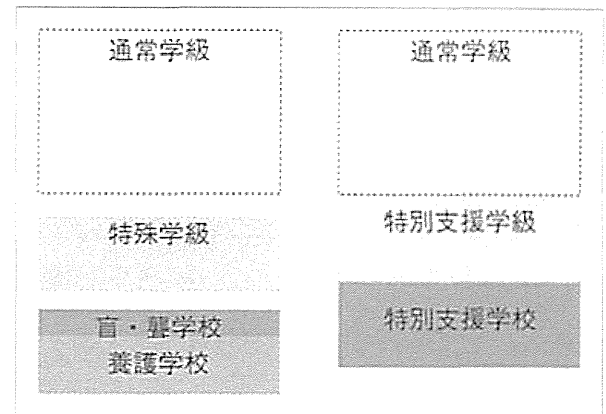 通常学級
特殊学級
盲・聾学校
養護学校
通常学級
特別支援学級
特別支援学校